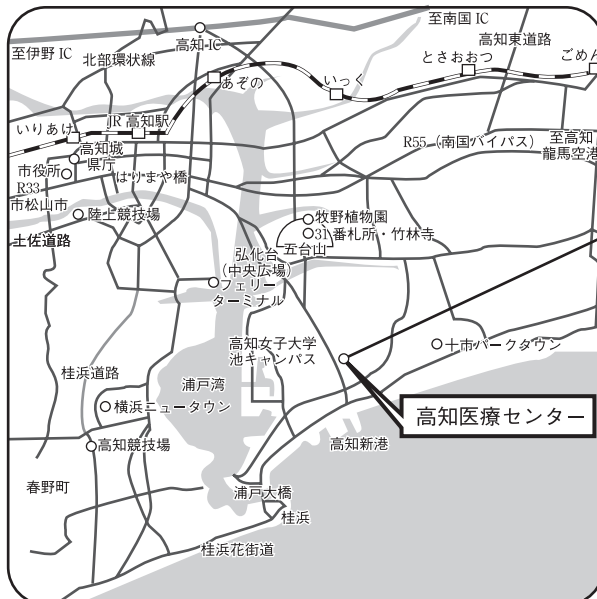 至南国 IC
高知 IC
高知東道路
至伊野 IC
北部環状線
とさおおつ
ごめん
あぞの
いっく
JR 高知駅
いりあけ
高知城
県庁
市役所
はりまや橋
R55（南国バイパス）
至高知
龍馬空港
R33
市松山市
陸上競技場
牧野植物園
31番札所・竹林寺
五台山
土佐道路
弘化台
（中央広場）
フェリー
ターミナル
高知女子大学
池キャンパス
十市パークタウン
桂浜道路
浦戸湾
横浜ニュータウン
高知医療センター
高知競技場
高知新港
春野町
浦戸大橋
桂浜
桂浜花街道